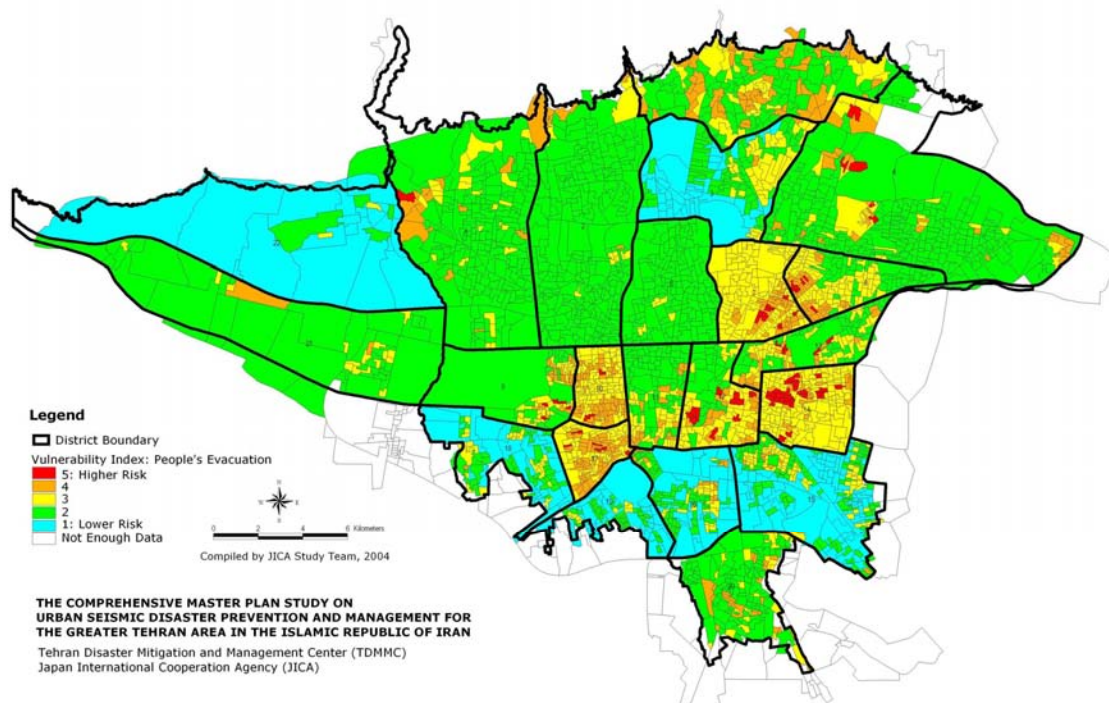 Legend
District Boundary
Vulnerability Index: People's Evacuation
5: Higher Risk
4
3
2
1: Lower Risk
Not Enough Data
N
W E
S
0 2 4 6 Kilometers
Compiled by JICA Study Team, 2004
THE COMPREHENSIVE MASTER PLAN STUDY ON
URBAN SEISMIC DISASTER PREVENTION AND MANAGEMENT FOR
THE GREATER TEHRAN AREA IN THE ISLAMIC REPUBLIC OF IRAN
Tehran Disaster Mitigation and Management Center (TDMMC)
Japan International Cooperation Agency (JICA)